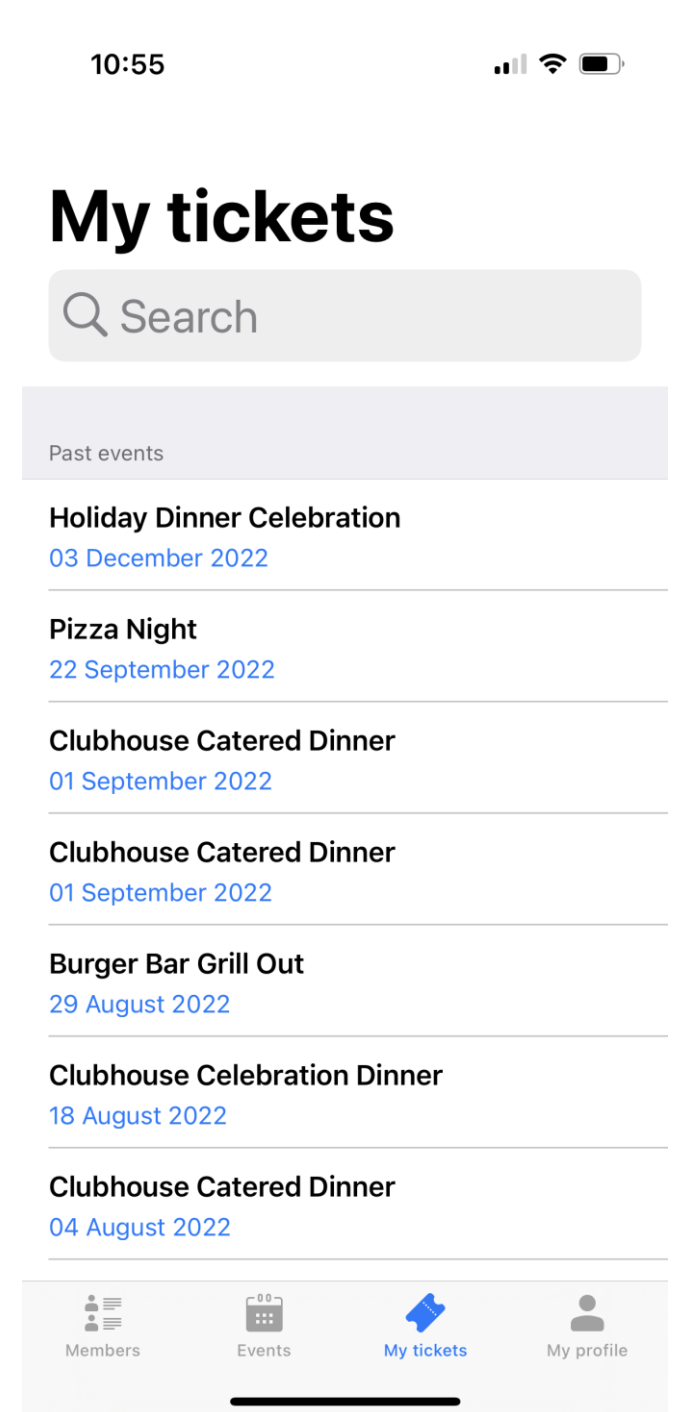 10:55
My tickets
Search
Past events
Holiday Dinner Celebration
03 December 2022
Pizza Night
22 September 2022
Clubhouse Catered Dinner
01 September 2022
Clubhouse Catered Dinner
01 September 2022
Burger Bar Grill Out
29 August 2022
Clubhouse Celebration Dinner
18 August 2022
Clubhouse Catered Dinner
04 August 2022
00
Members Events My tickets My profile